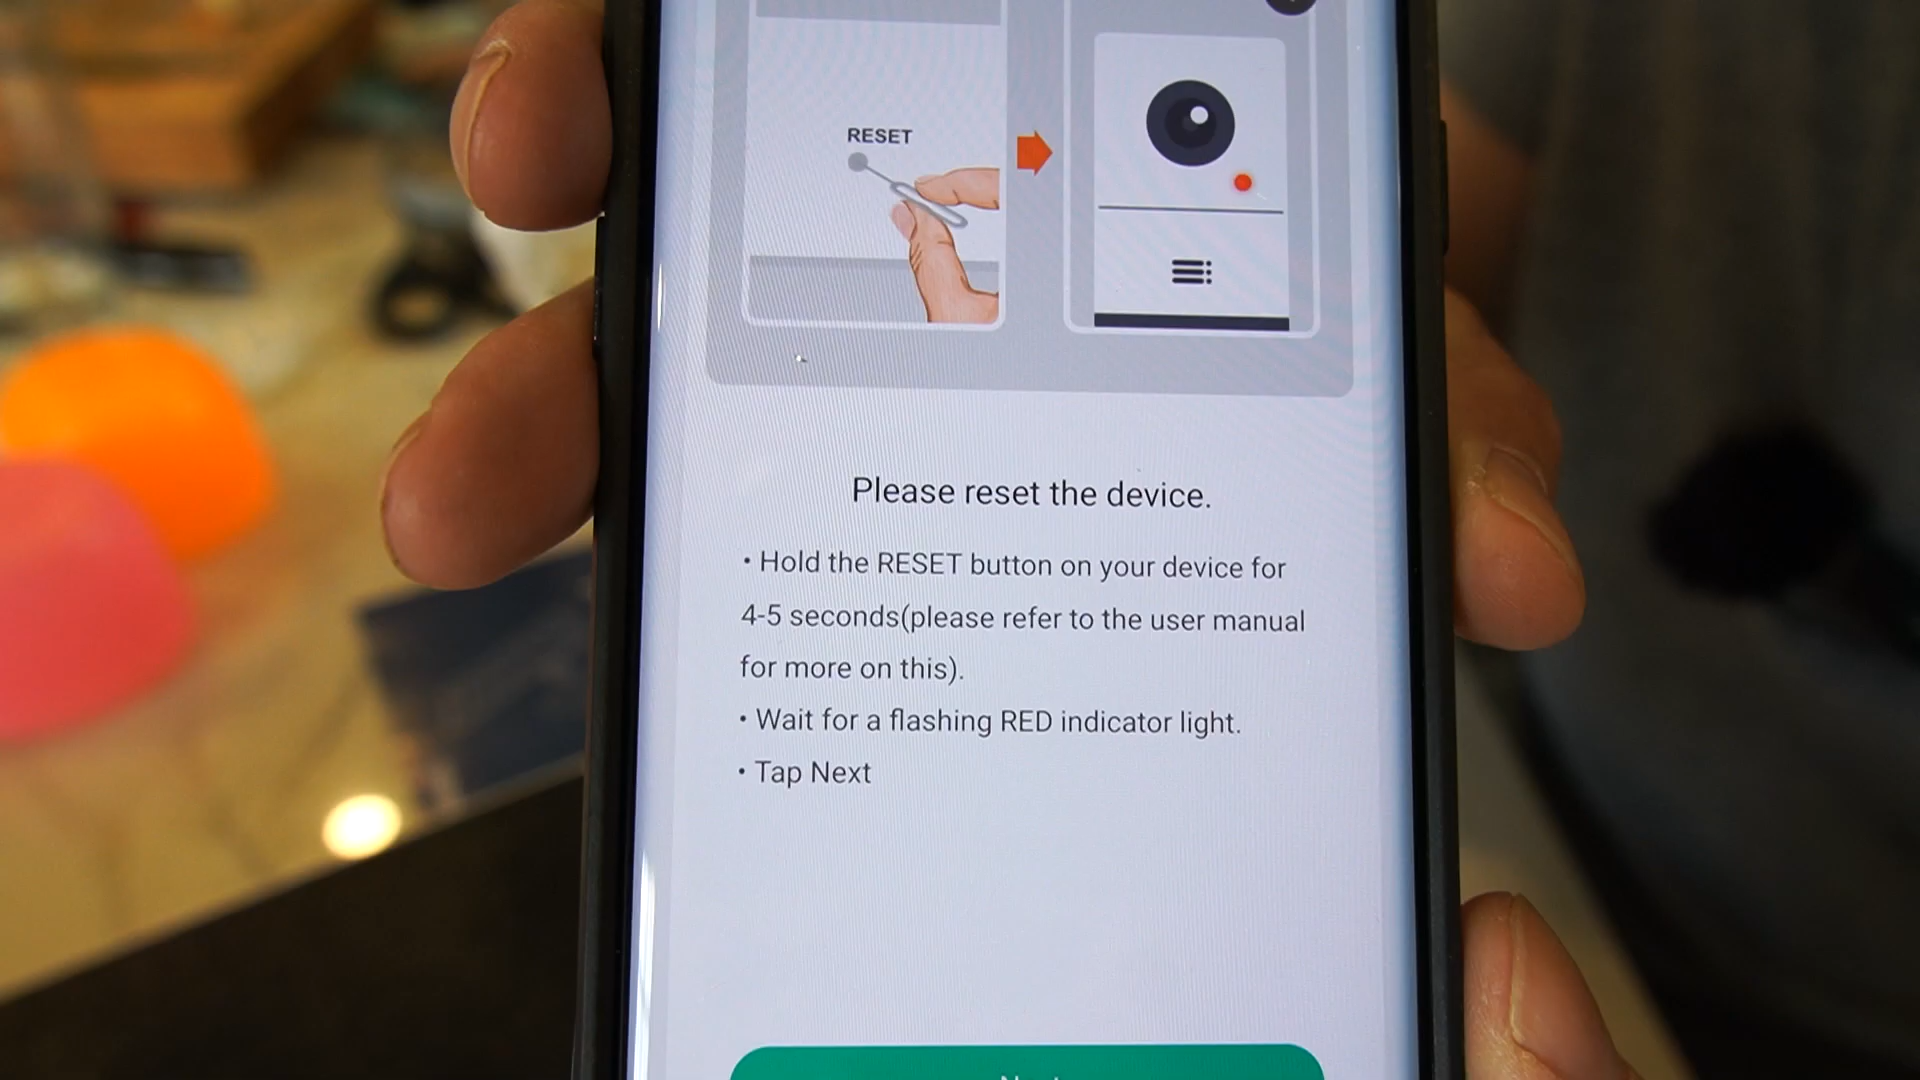 RESET
Please reset the device.
• Hold the RESET button on your device for
4-5 seconds(please refer to the user manual
for more on this).
• Wait for a flashing RED indicator light.
• Tap Next